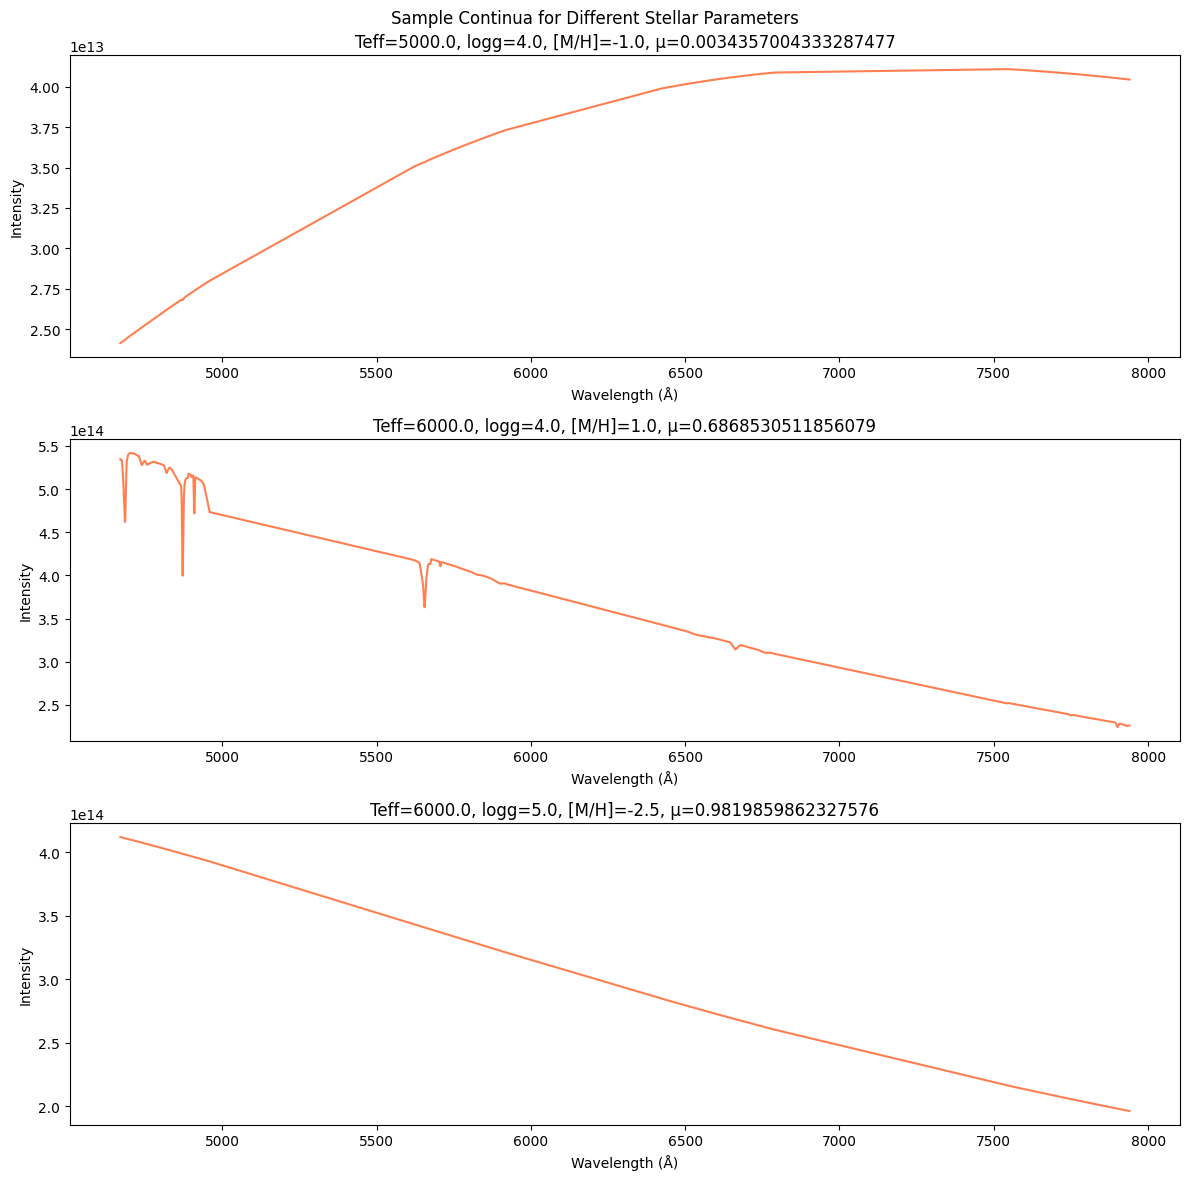 Sample Continua for Different Stellar Parameters
Teff=5000.0, logg=4.0, [M/H]=-1.0, μ=0.0034357004333287477
1e13
4.00
3.75
3.50
3.25
3.00
2.75
2.50
Intensity
5000 5500 6000 6500 7000 7500 8000
Wavelength (Å)
Teff=6000.0, logg=4.0, [M/H]=1.0, μ=0.6868530511856079
1e14
5.5
5.0
4.5
4.0
3.5
3.0
2.5
Intensity
5000 5500 6000 6500 7000 7500 8000
Wavelength (Å)
Teff=6000.0, logg=5.0, [M/H]=-2.5, μ=0.9819859862327576
1e14
4.0
3.5
3.0
2.5
2.0
Intensity
5000 5500 6000 6500 7000 7500 8000
Wavelength (Å)